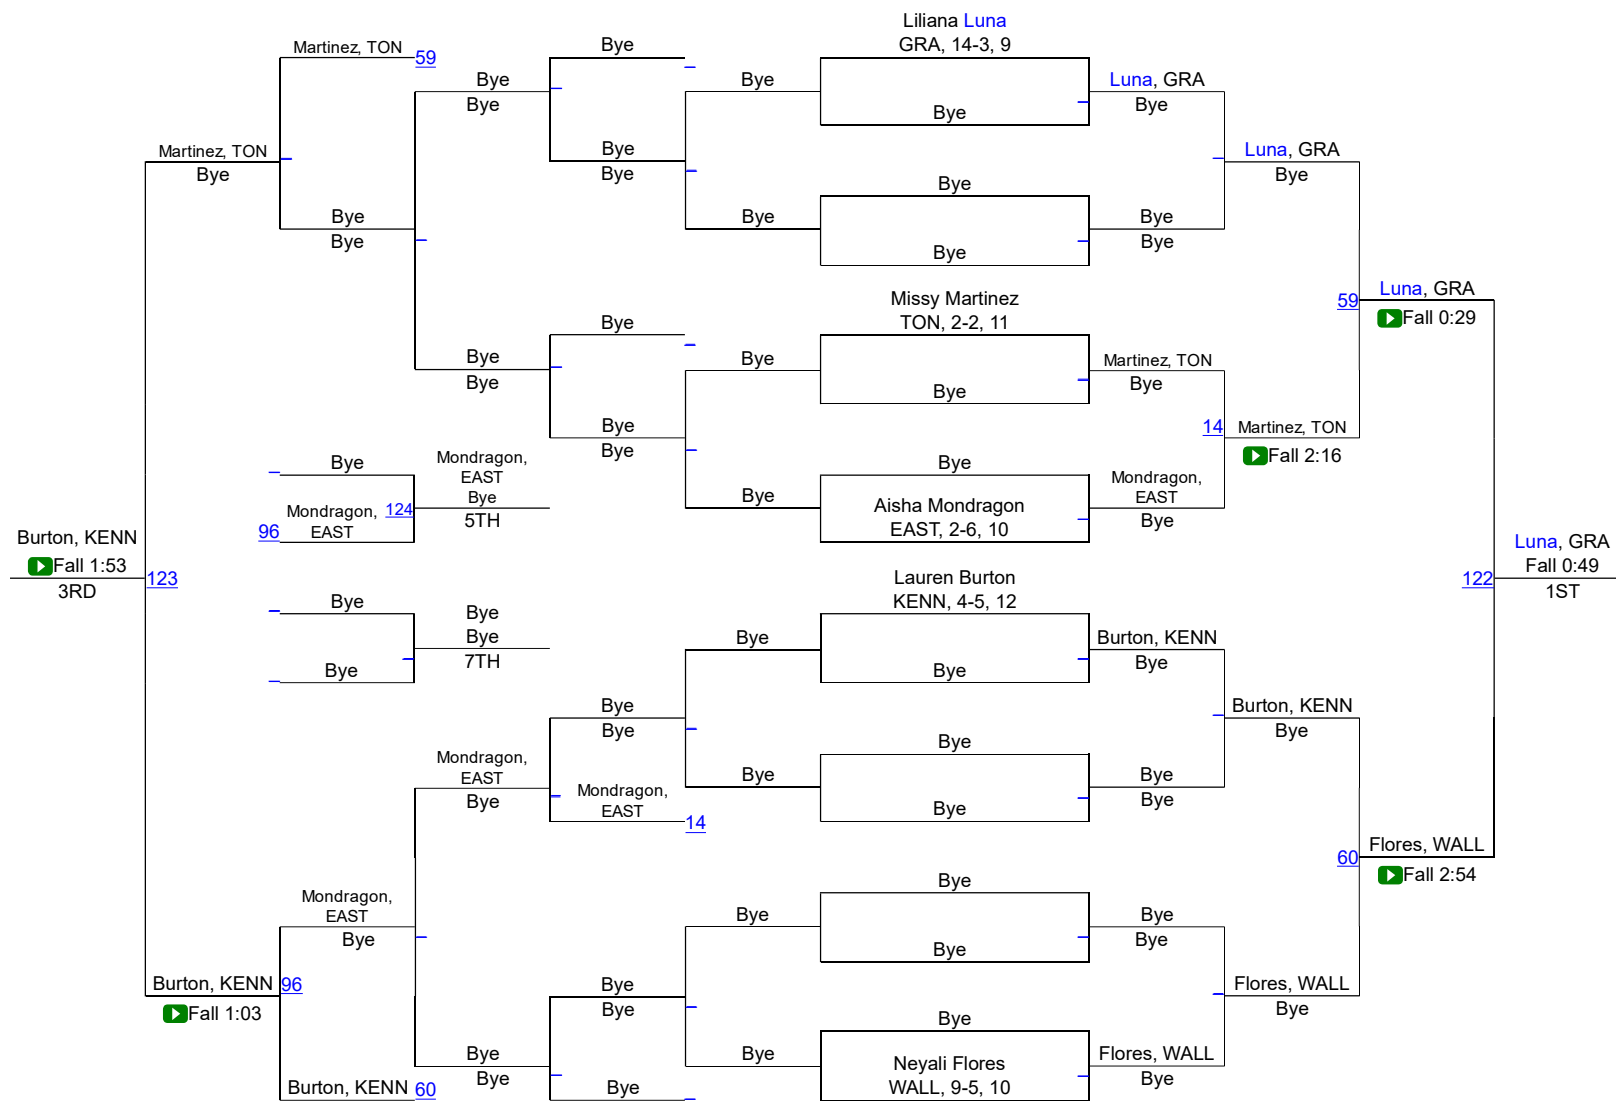 Liliana Luna
GRA, 14-3, 9
Martinez, TON
59
Bye
Bye
Bye
Bye
Bye
Luna, GRA
Bye
Martinez, TON
Bye
Bye
Bye
Luna, GRA
Bye
Bye
Bye
Bye
Bye
Bye
Bye
Bye
Bye
Missy Martinez
TON, 2-2, 11
59
Luna, GRA
Fall 0:29
Bye
Bye
Bye
Bye
Bye
Martinez, TON
Bye
Bye
Bye
14
Martinez, TON
Fall 2:16
Bye
Mondragon,
EAST
Bye
5TH
Mondragon,
EAST
124
96
Bye
Bye
Aisha Mondragon
EAST, 2-6, 10
Mondragon,
EAST
Bye
Burton, KENN
Fall 1:53
3RD
123
Lauren Burton
KENN, 4-5, 12
122
Luna, GRA
Fall 0:49
1ST
Bye
Bye
Bye
7TH
Bye
Bye
Bye
Burton, KENN
Bye
Bye
Bye
Burton, KENN
Bye
Mondragon,
EAST
Bye
Mondragon,
EAST
14
Bye
Bye
Bye
Bye
Bye
60
Flores, WALL
Fall 2:54
Mondragon,
EAST
Bye
Bye
Bye
Bye
Bye
Bye
Burton, KENN
96
Fall 1:03
Bye
Bye
Flores, WALL
Bye
Bye
Bye
Bye
Bye
Neyali Flores
WALL, 9-5, 10
Flores, WALL
Bye
Burton, KENN
60
Bye